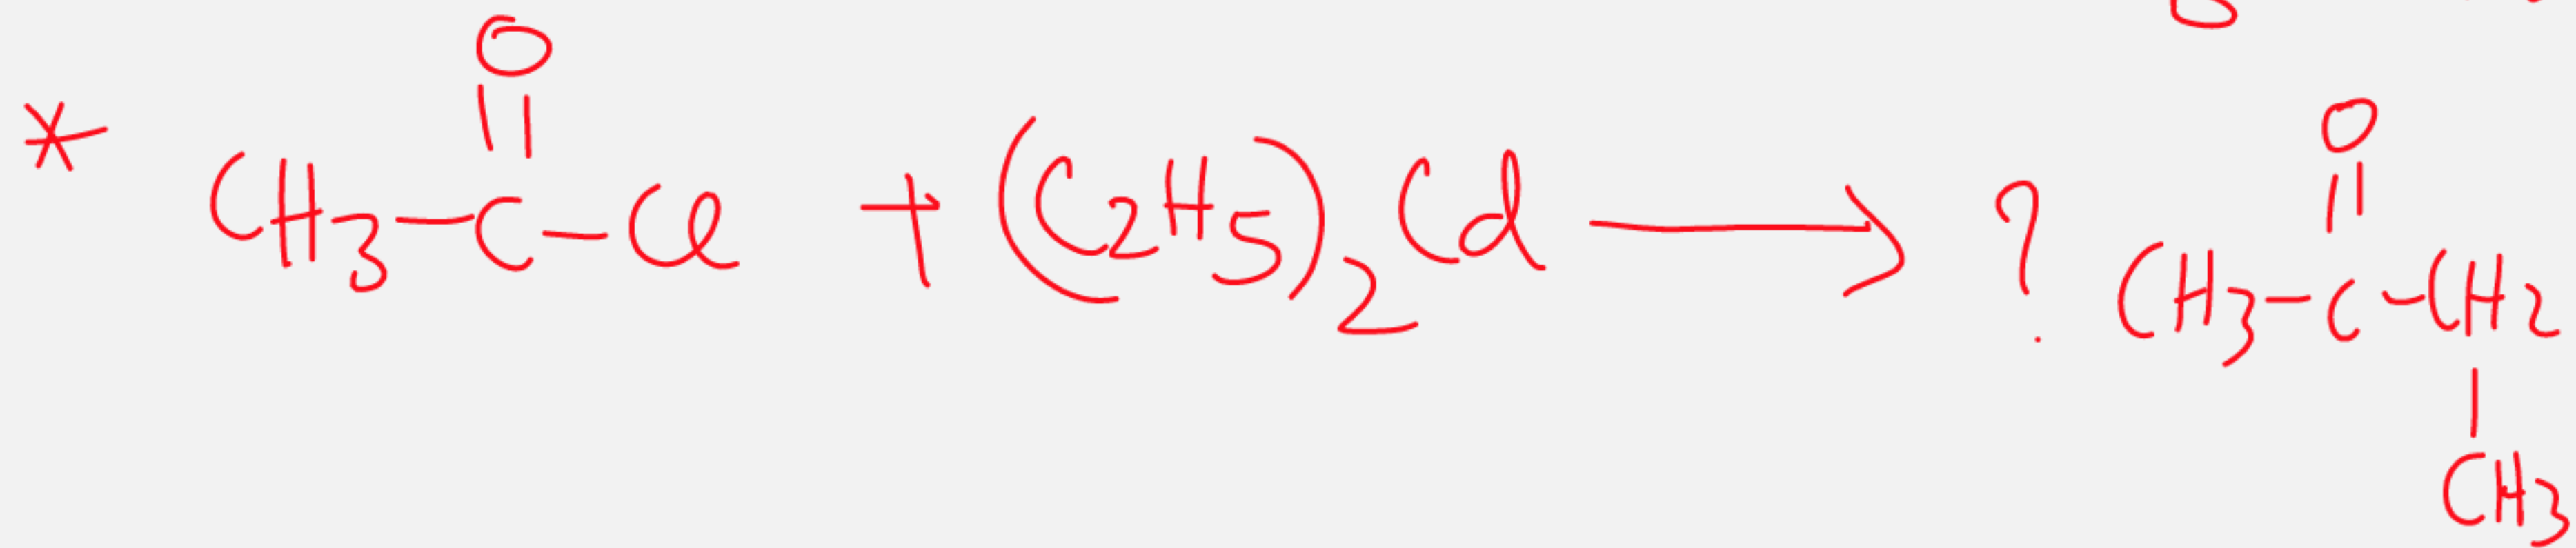 O O
* CH3-C-Cl + (C2H5)2Cd ⟶ ? CH3-C-CH2
CH3